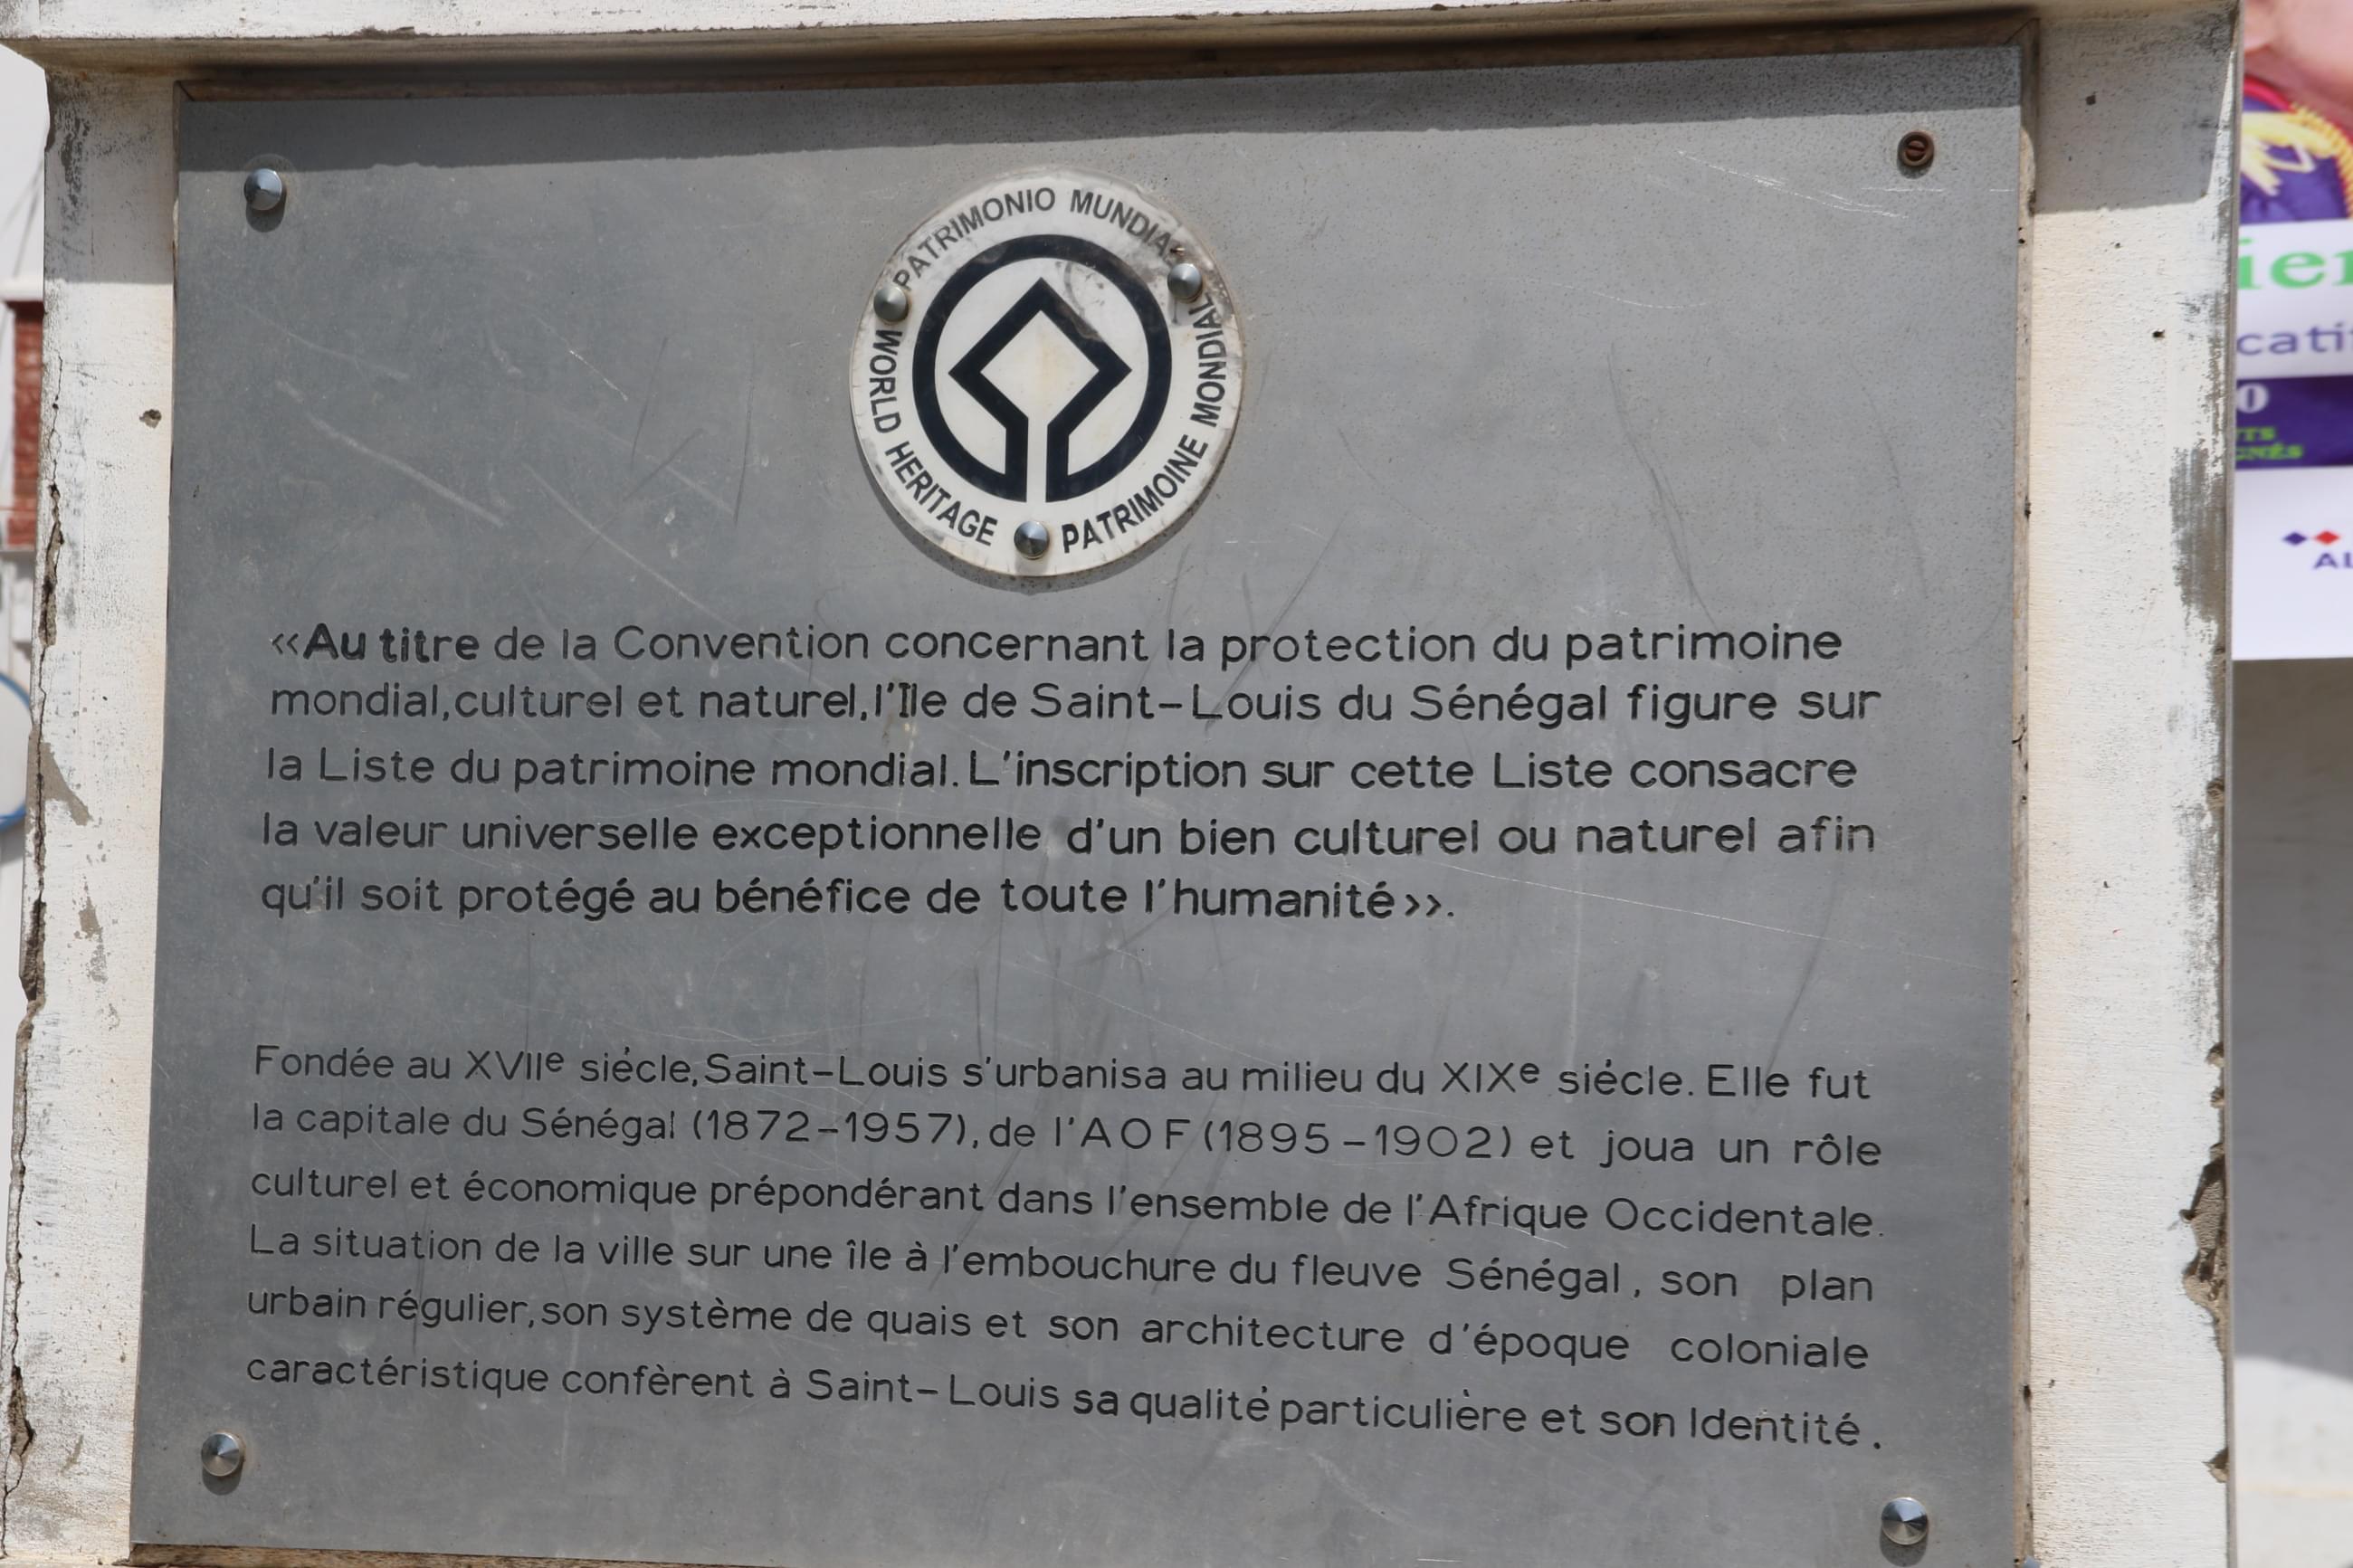 PATRIMONIO MUNDIAL
WORLD HERITAGE
PATRIMOINE MONDIAL
«Au titre de la Convention concernant la protection du patrimoine
mondial, culturel et naturel, l'Ile de Saint-Louis du Sénégal figure sur
la Liste du patrimoine mondial. L'inscription sur cette Liste consacre
la valeur universelle exceptionnelle d'un bien culturel ou naturel afin
qu'il soit protégé au bénéfice de toute l'humanité».
Fondée au XVIIe siécle, Saint-Louis s'urbanisa au milieu du XIXe siécle. Elle fut
la capitale du Sénégal (1872-1957), de l'A O F (1895-1902) et joua un rôle
culturel et économique prépondérant dans l'ensemble de l'Afrique Occidentale.
La situation de la ville sur une île à l'embouchure du fleuve Sénégal, son plan
urbain régulier, son système de quais et son architecture d'époque coloniale
caractéristique confèrent à Saint-Louis sa qualité particulière et son Identité.